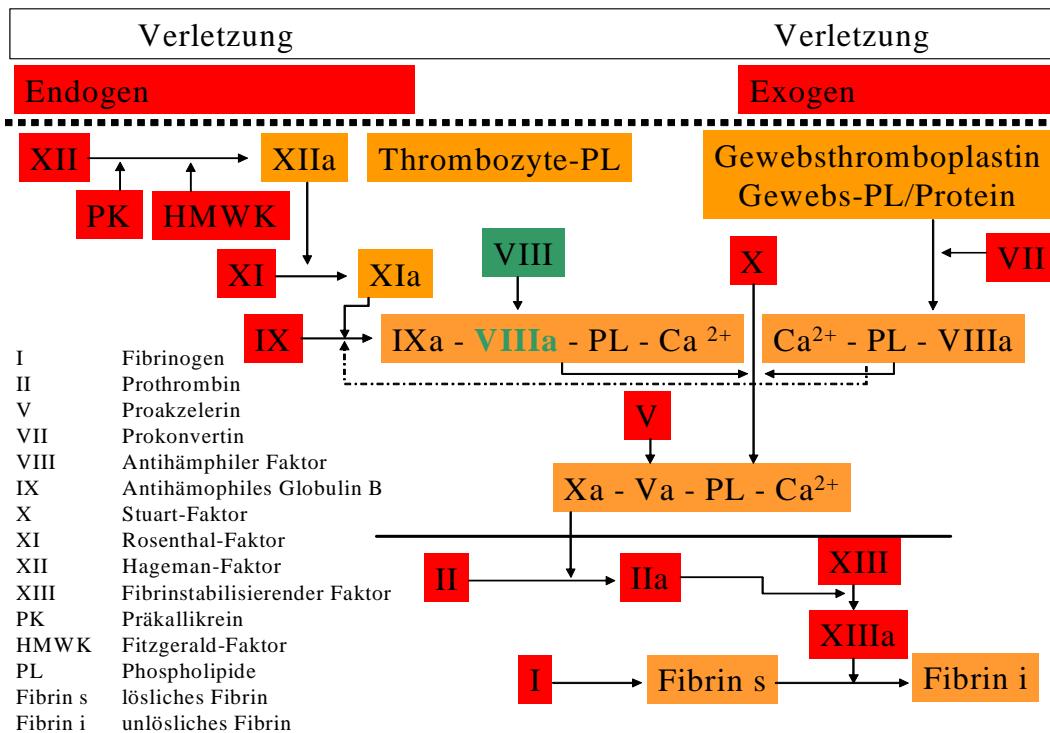 Verletzung Verletzung
Endogen Exogen
XII XIIa Thrombozyte-PL Gewebsthromboplastin
Gewebs-PL/Protein
PK HMWK
VIII X VII
XI XIa
IX IXa - VIIIa - PL - Ca 2+ Ca2+ - PL - VIIIa
V
Xa - Va - PL - Ca2+
II IIa XIII
XIIIa
I Fibrin s Fibrin i
I Fibrinogen
II Prothrombin
V Proakzelerin
VII Prokonvertin
VIII Antihämphiler Faktor
IX Antihämophiles Globulin B
X Stuart-Faktor
XI Rosenthal-Faktor
XII Hageman-Faktor
XIII Fibrinstabilisierender Faktor
PK Präkallikrein
HMWK Fitzgerald-Faktor
PL Phospholipide
Fibrin s lösliches Fibrin
Fibrin i unlösliches Fibrin